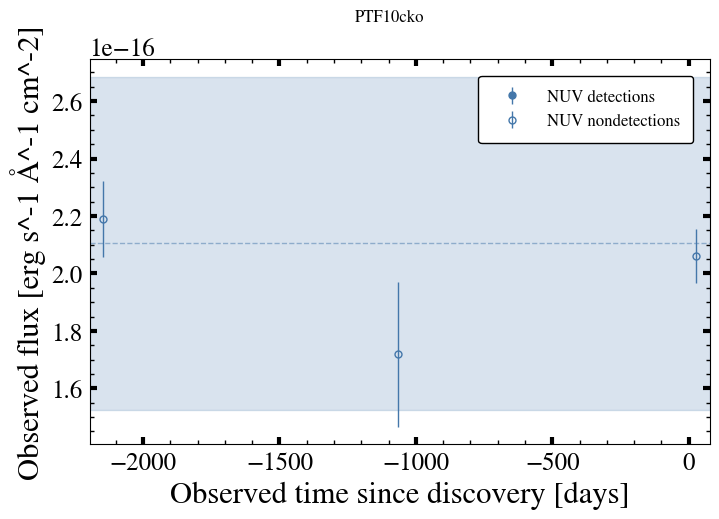 PTF10cko
1e−16
Observed flux [erg s^-1 Å^-1 cm^-2]
2.6
2.4
2.2
2.0
1.8
1.6
NUV detections
NUV nondetections
−2000 −1500 −1000 −500 0
Observed time since discovery [days]